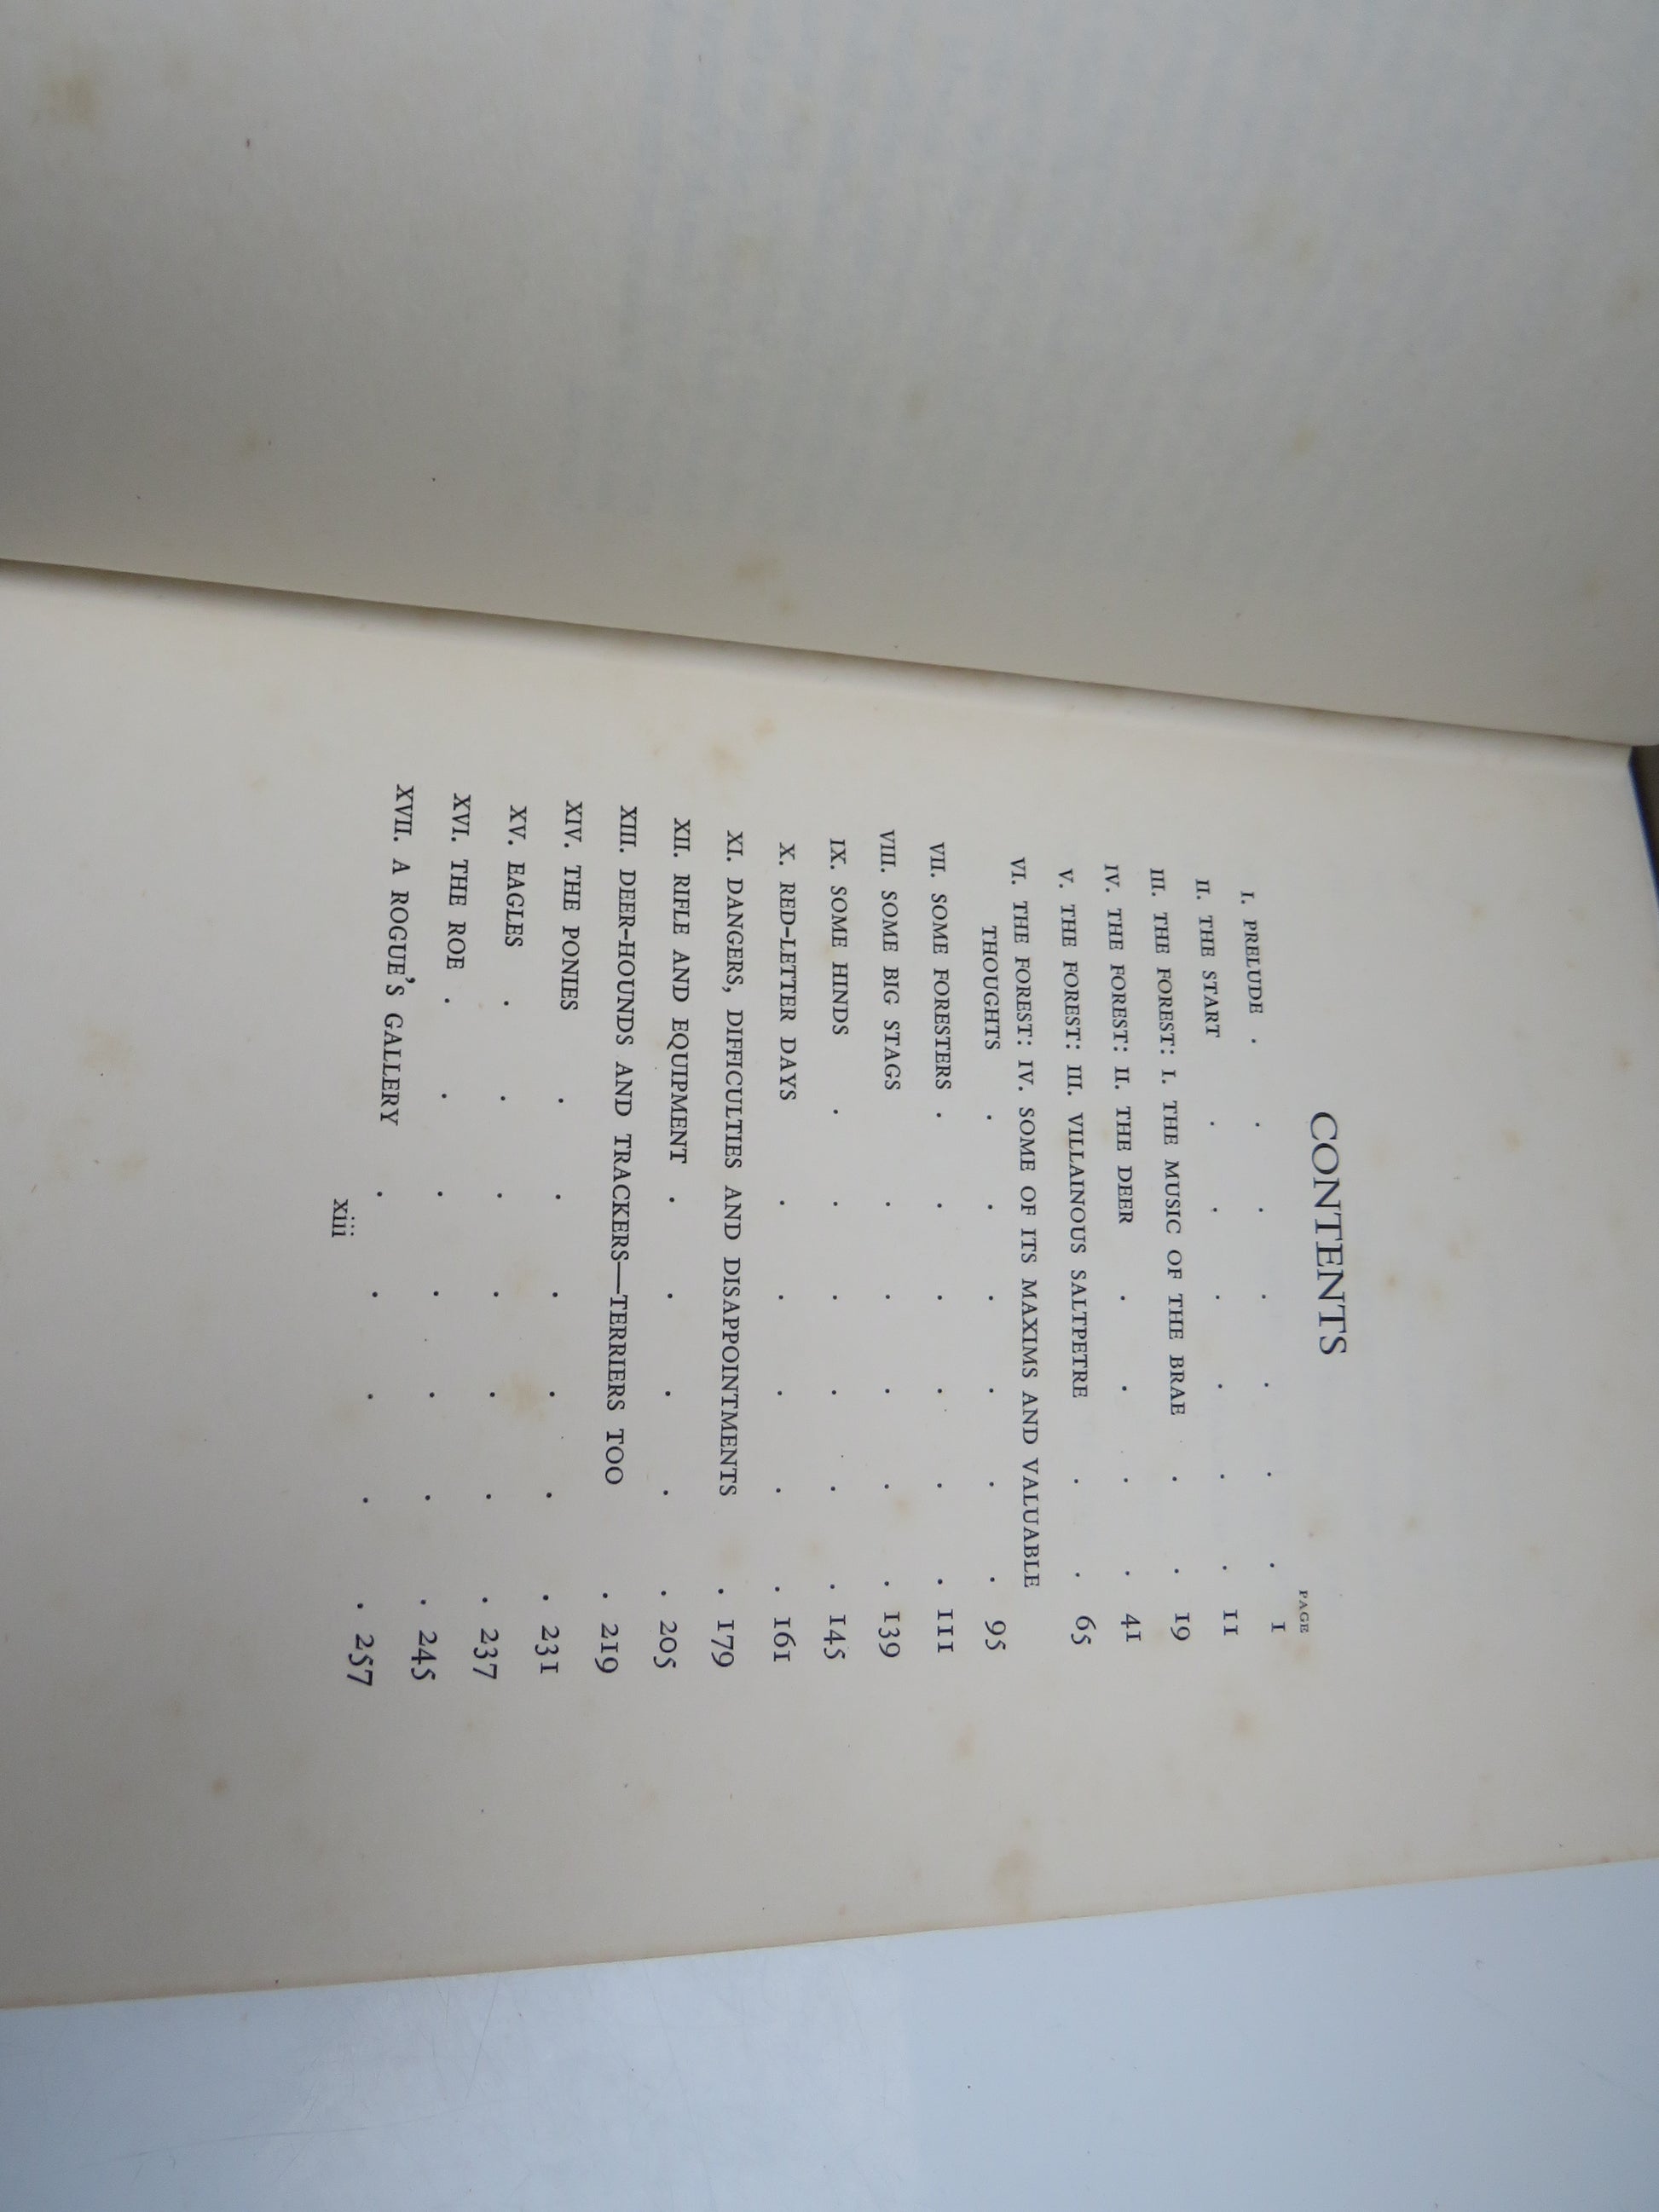 CONTENTS
PAGE
I. PRELUDE . . . . . . . 1
II. THE START . . . . . . 11
III. THE FOREST: I. THE MUSIC OF THE BRAE . . 19
IV. THE FOREST: II. THE DEER . . . . 41
V. THE FOREST: III. VILLAINOUS SALTPETRE . . 65
VI. THE FOREST: IV. SOME OF ITS MAXIMS AND VALUABLE
THOUGHTS . . . . . . 95
VII. SOME FORESTERS . . . . . . 111
VIII. SOME BIG STAGS . . . . . 139
IX. SOME HINDS . . . . . . 145
X. RED-LETTER DAYS . . . . . 161
XI. DANGERS, DIFFICULTIES AND DISAPPOINTMENTS . 179
XII. RIFLE AND EQUIPMENT . . . . . 205
XIII. DEER-HOUNDS AND TRACKERS—TERRIERS TOO . 219
XIV. THE PONIES . . . . . . 231
XV. EAGLES . . . . . . . 237
XVI. THE ROE . . . . . . . 245
XVII. A ROGUE'S GALLERY . . . . . 257
xiii